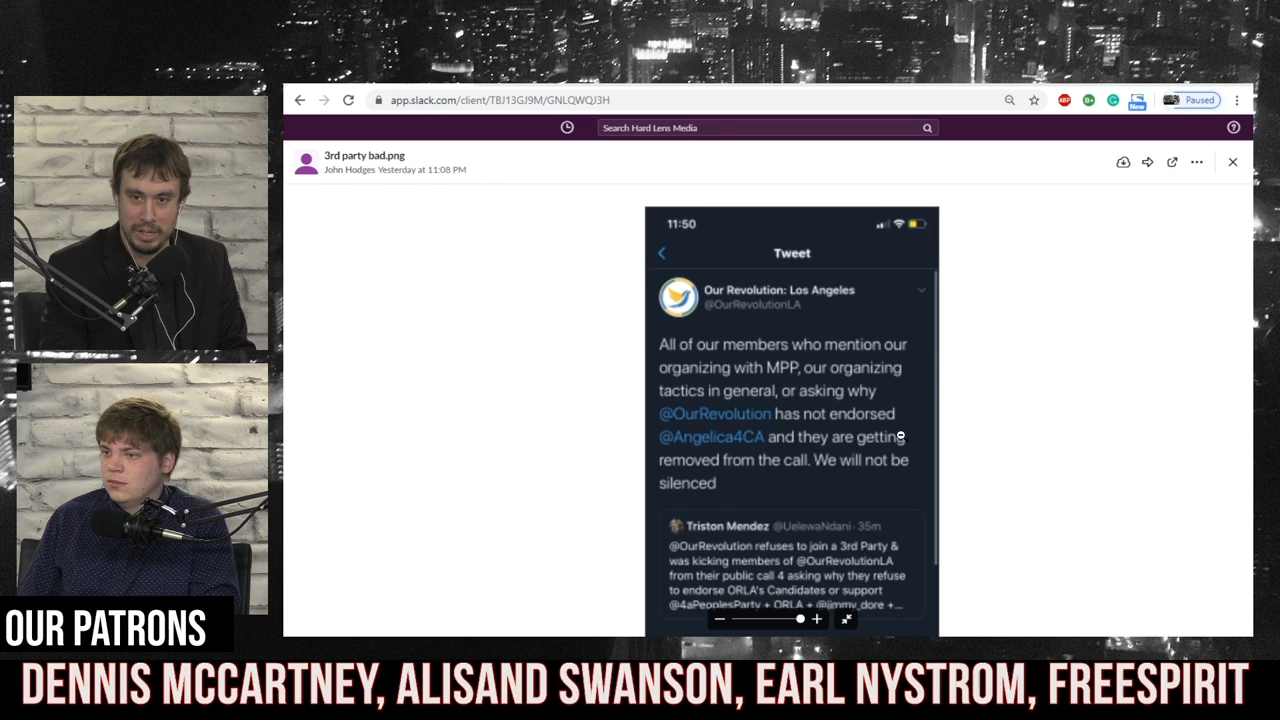 app.slack.com/client/TBJ13GJ9M/GNLQWQJ3H
ABP
B+
G
New
Paused
Search Hard Lens Media
3rd party bad.png
John Hodges Yesterday at 11:08 PM
11:50
Tweet
Our Revolution: Los Angeles
@OurRevolutionLA
All of our members who mention our
organizing with MPP, our organizing
tactics in general, or asking why
@OurRevolution has not endorsed
@Angelica4CA and they are getting
removed from the call. We will not be
silenced
Triston Mendez @UelewaNdani · 35m
@OurRevolution refuses to join a 3rd Party &
was kicking members of @OurRevolutionLA
from their public call 4 asking why they refuse
to endorse ORLA's Candidates or support
@4aPeoplesParty + ORLA + @jimmy_dore +...
OUR PATRONS
DENNIS MCCARTNEY, ALISAND SWANSON, EARL NYSTROM, FREESPIRIT